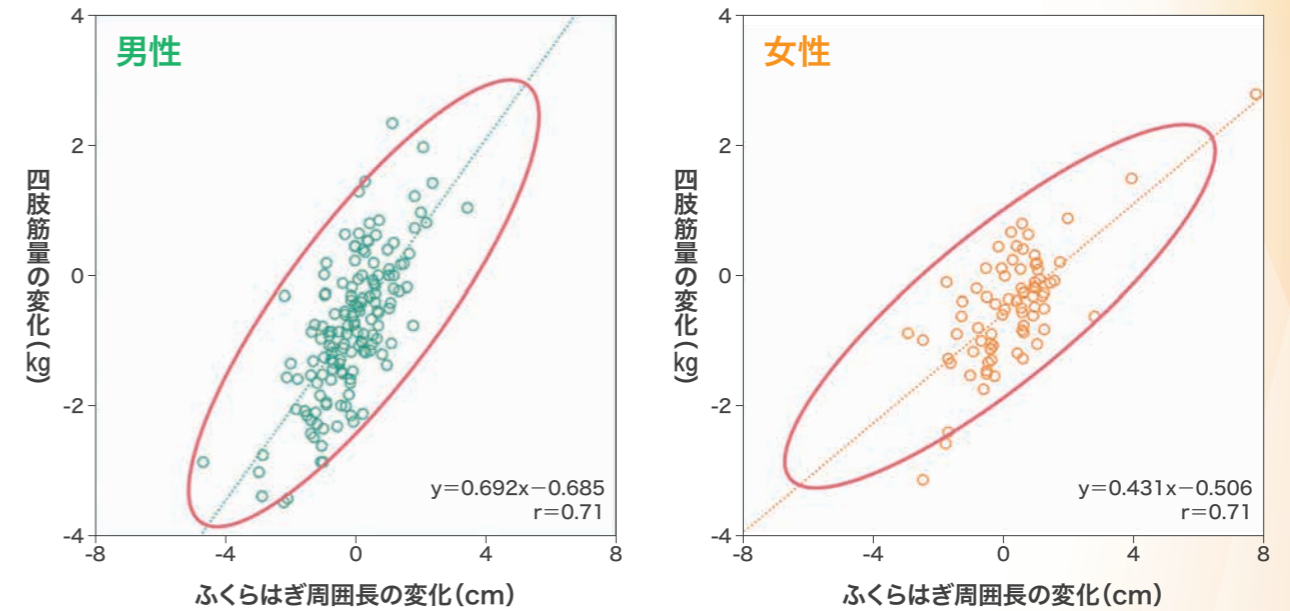 男性
4
2
0
-2
-4
四肢筋量の変化(kg)
y=0.692x−0.685
r=0.71
-8
-4
0
4
8
ふくらはぎ周囲長の変化(cm)
女性
4
2
0
-2
-4
四肢筋量の変化(kg)
y=0.431x−0.506
r=0.71
-8
-4
0
4
8
ふくらはぎ周囲長の変化(cm)